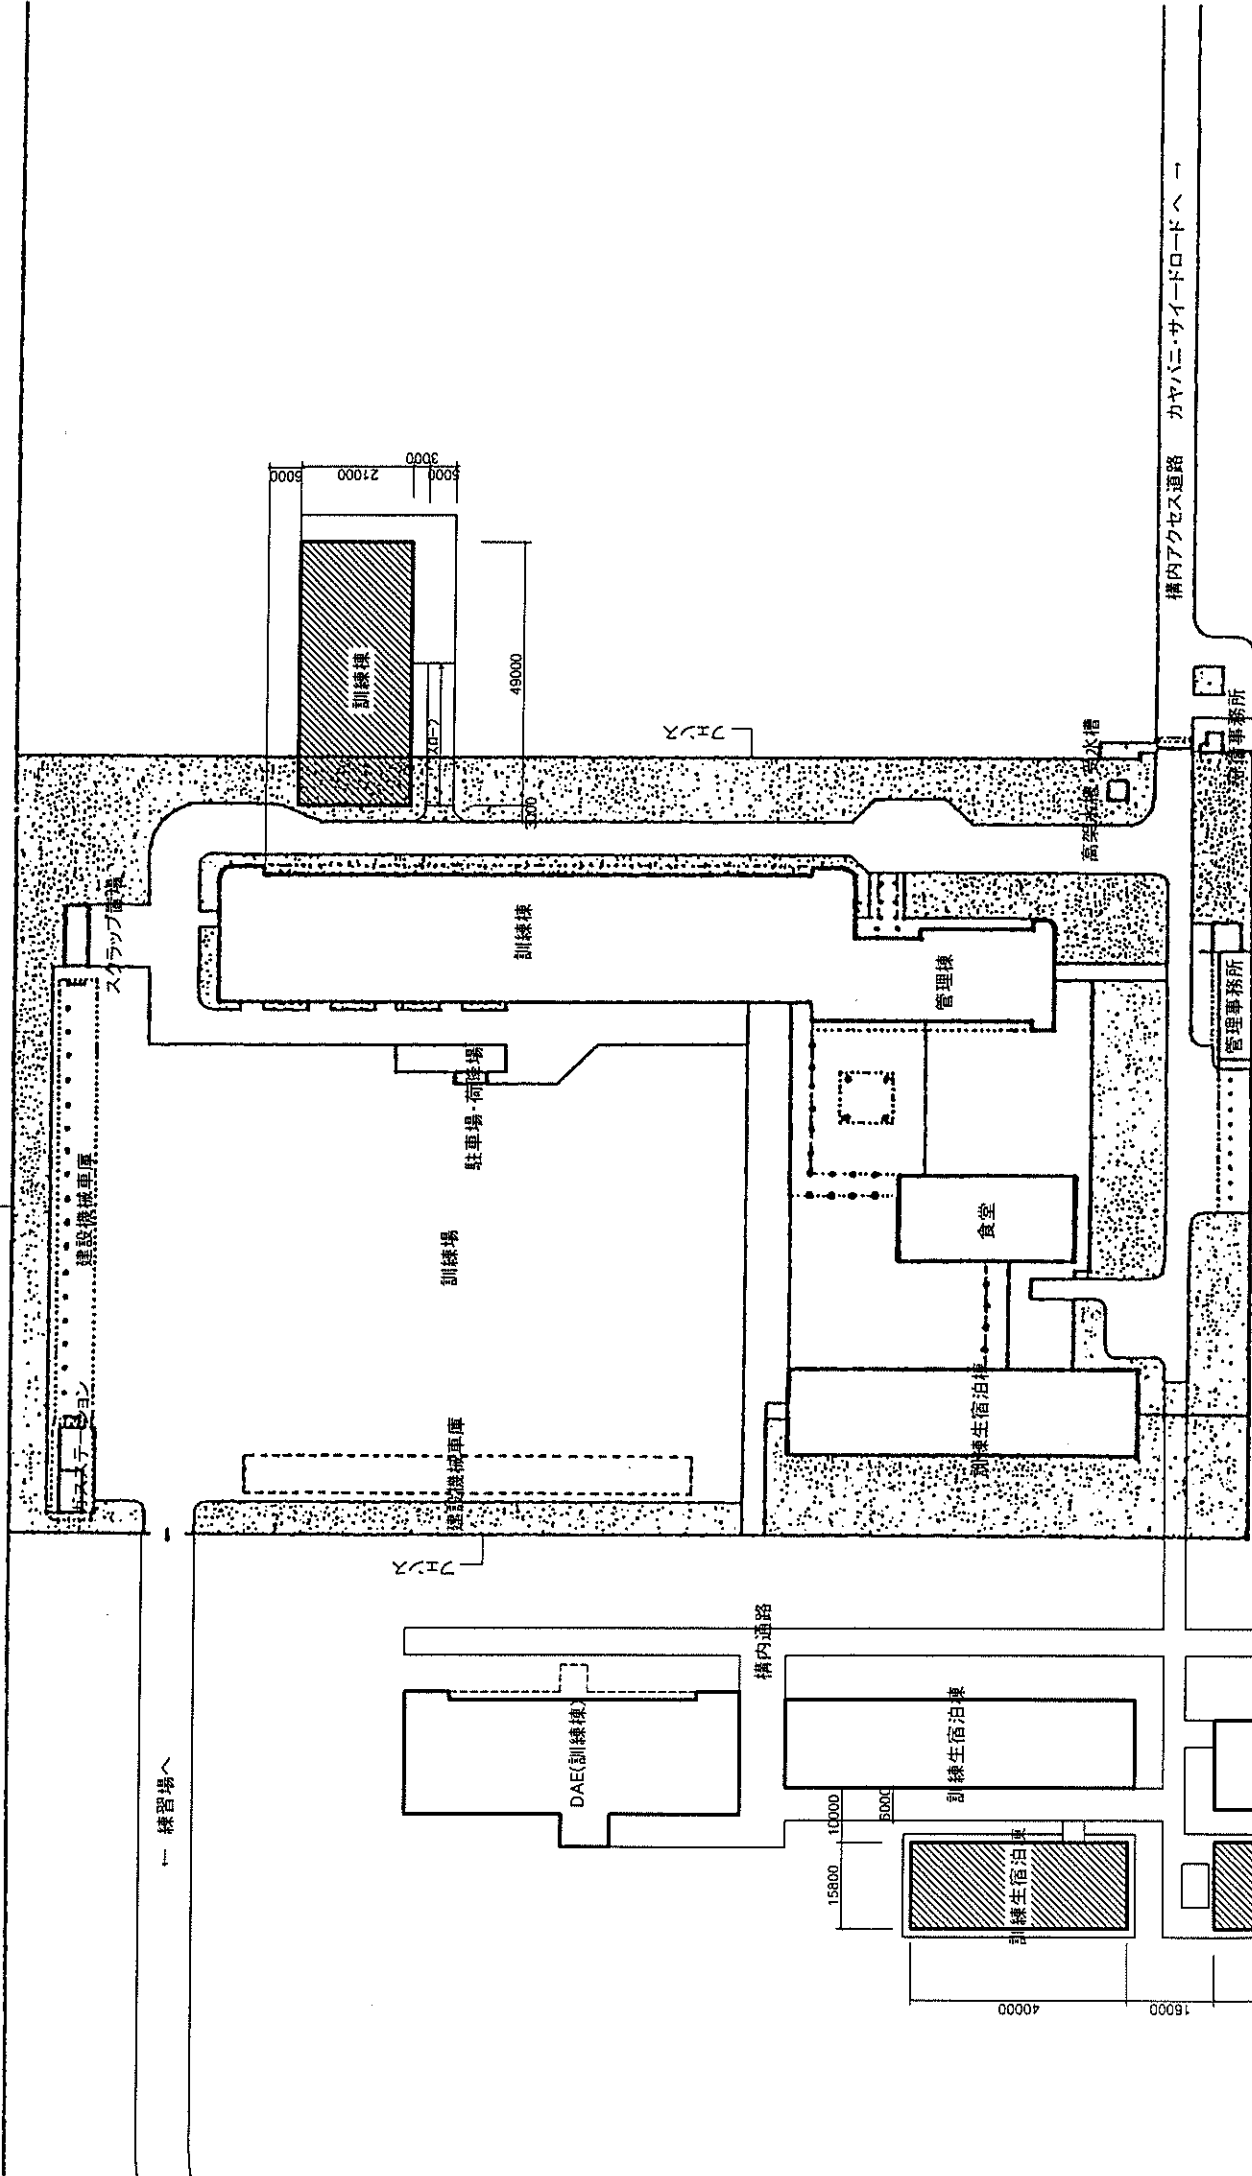 スクラップ置場
建設機械車庫
ガスステーション
5000
21000
3000
5000
訓練棟
スロープ
49000
3000
フェンス
訓練棟
駐車場・荷降場
訓練場
建設機械車庫
フェンス
← 練習場へ
構内アクセス道路　カヤバニ・サイードロードへ →
高架水槽 受水槽
管理棟
管理事務所
食堂
訓練生宿泊棟
構内通路
DAE(訓練棟)
訓練生宿泊棟
10000
6000
15800
訓練生宿泊棟
40000
16000